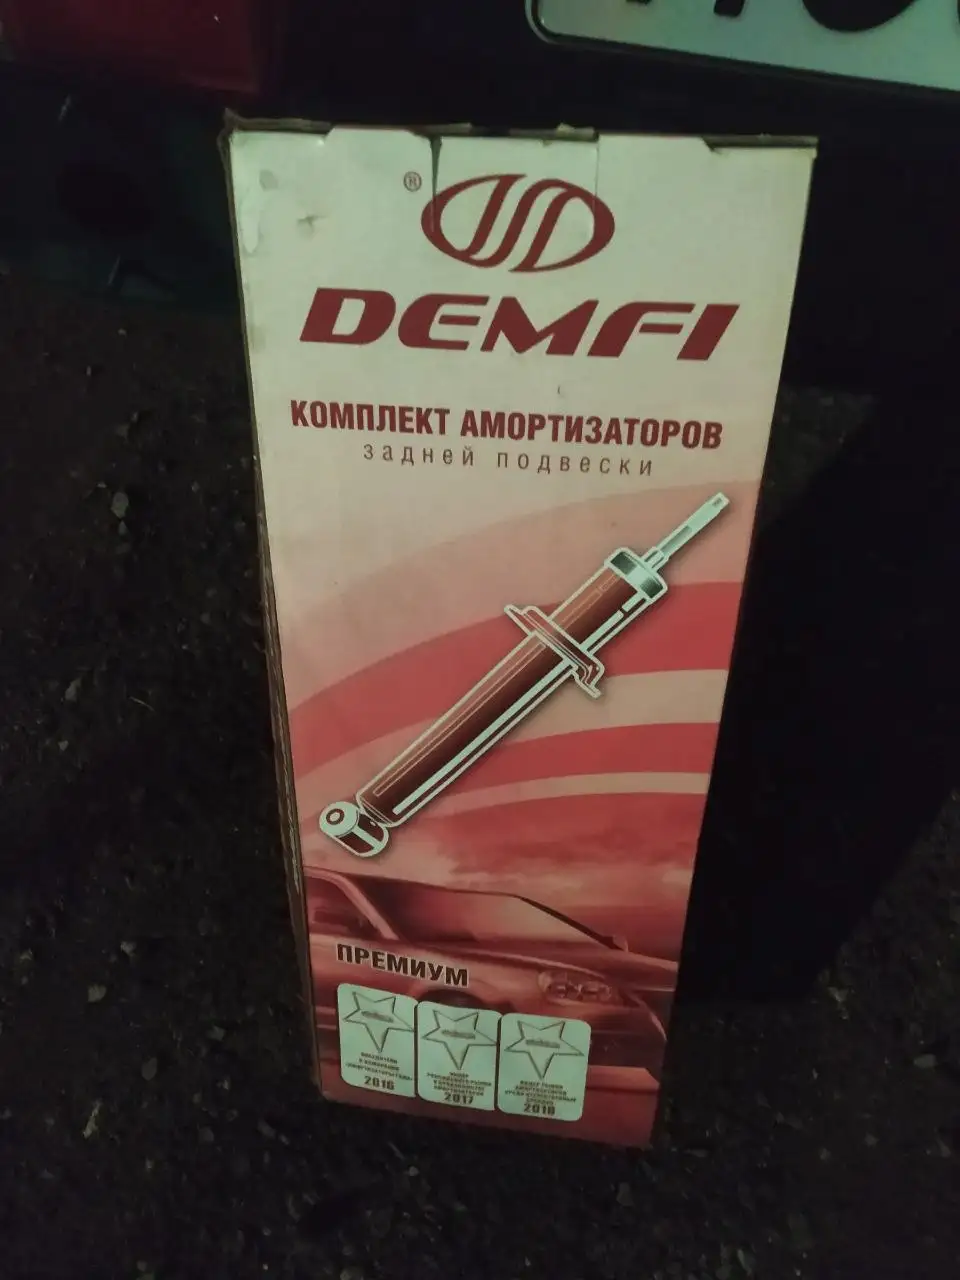 ®
DEMFI
КОМПЛЕКТ АМОРТИЗАТОРОВ
задней подвески
ПРЕМИУМ
2016
2017
2018